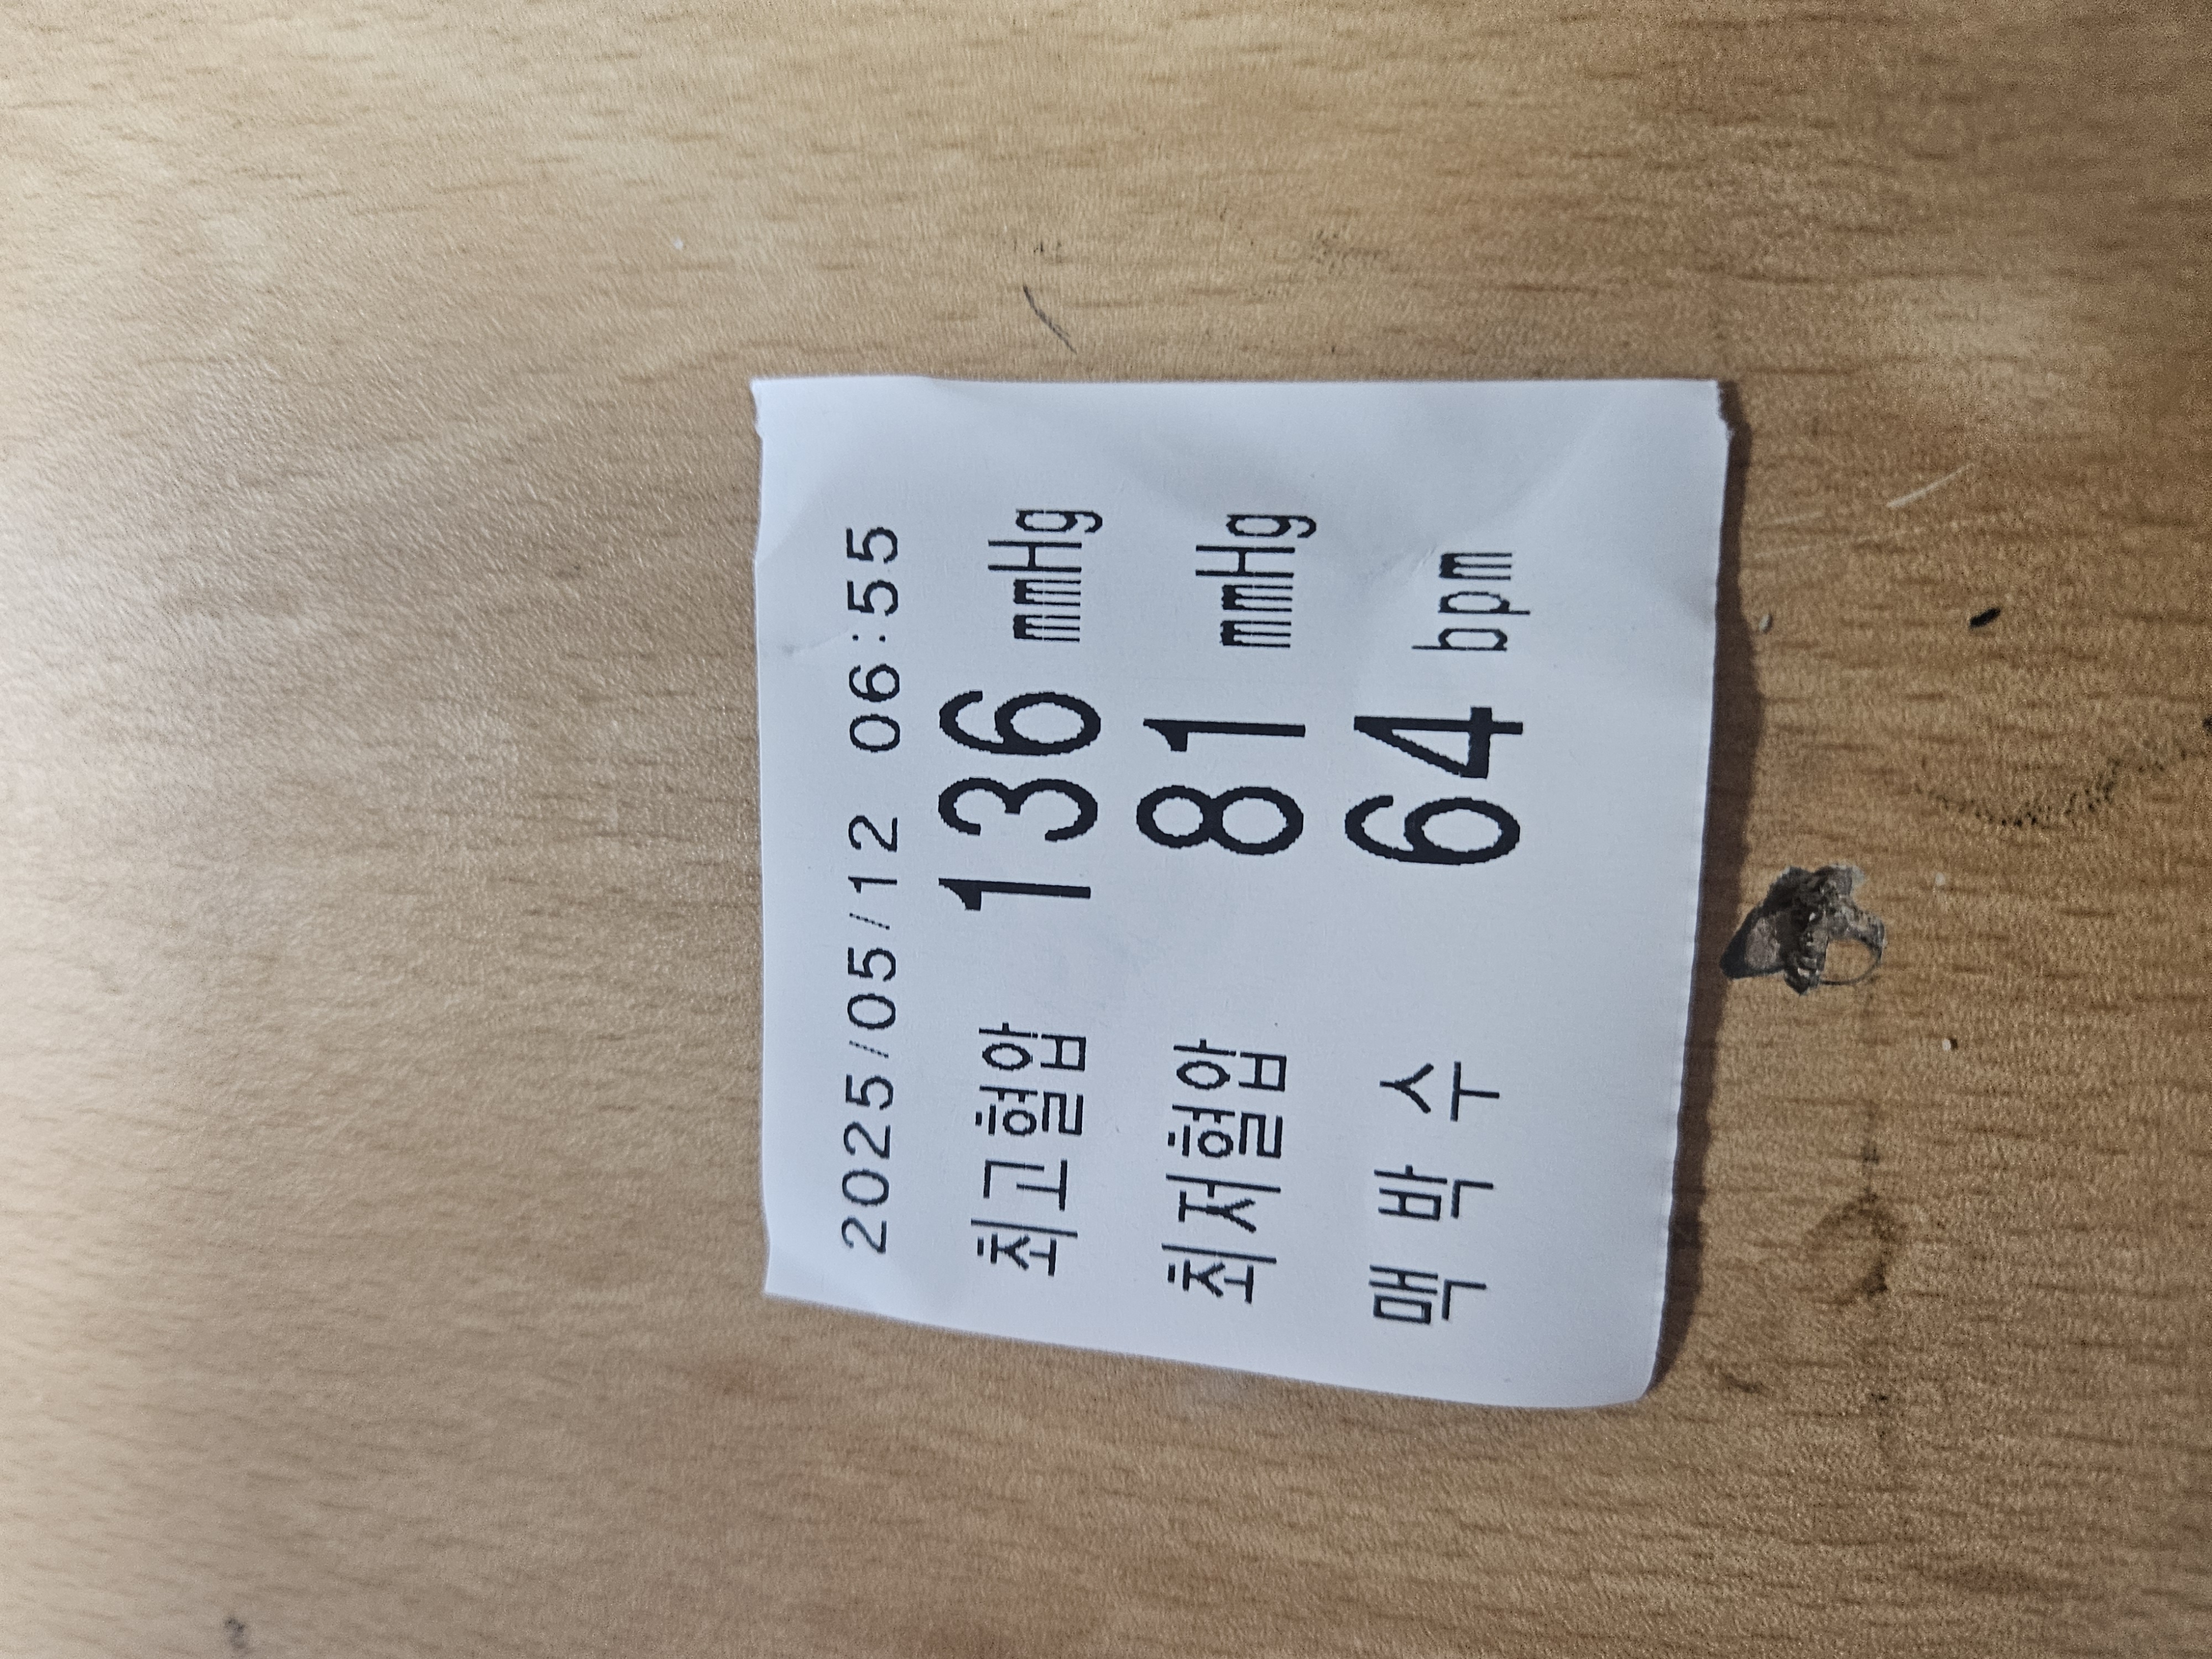 2025/05/12 06:55
최고혈압 136 mmHg
최저혈압 81 mmHg
맥 박 수 64 bpm